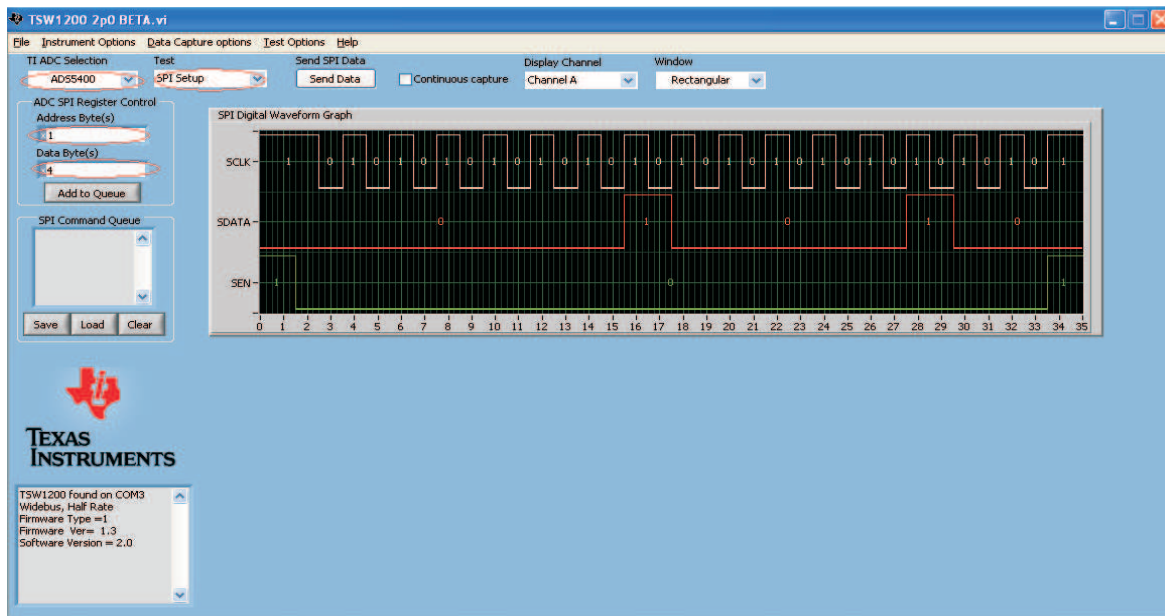 TSW1200 2p0 BETA.vi
File Instrument Options Data Capture options Test Options Help
TI ADC Selection Test Send SPI Data Display Channel Window
ADS5400 SPI Setup Send Data Continuous capture Channel A Rectangular
ADC SPI Register Control
Address Byte(s)
1
Data Byte(s)
4
Add to Queue
SPI Command Queue
Save Load Clear
SPI Digital Waveform Graph
SCLK 1 0 1 0 1 0 1 0 1 0 1 0 1 0 1 0 1 0 1 0 1 0 1 0 1 0 1 0 1 0 1 0 1
SDATA 0 1 0 1 0
SEN 1 0 1
0 1 2 3 4 5 6 7 8 9 10 11 12 13 14 15 16 17 18 19 20 21 22 23 24 25 26 27 28 29 30 31 32 33 34 35
TEXAS
INSTRUMENTS
TSW1200 found on COM3
Widebus, Half Rate
Firmware Type =1
Firmware Ver= 1.3
Software Version = 2.0